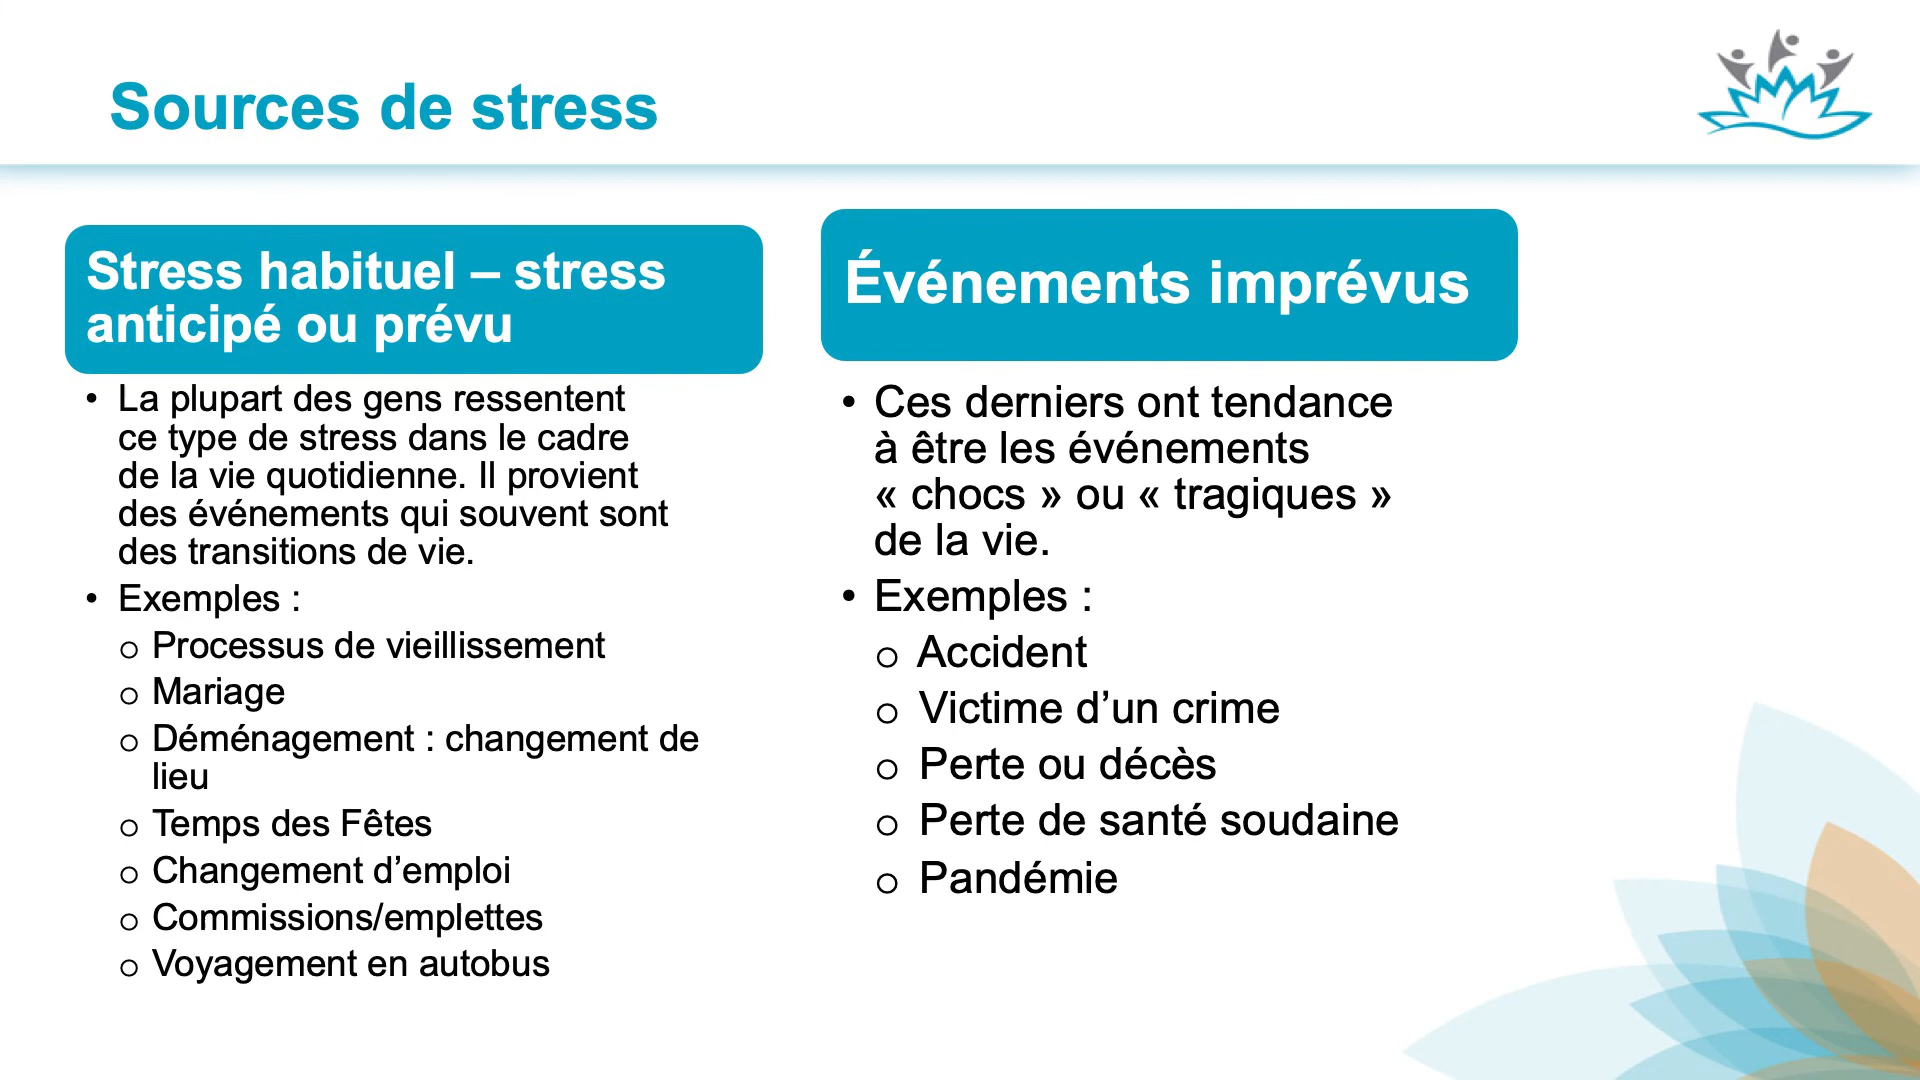 Sources de stress
Stress habituel – stress
anticipé ou prévu
• La plupart des gens ressentent
ce type de stress dans le cadre
de la vie quotidienne. Il provient
des événements qui souvent sont
des transitions de vie.
• Exemples :
o Processus de vieillissement
o Mariage
o Déménagement : changement de
lieu
o Temps des Fêtes
o Changement d’emploi
o Commissions/emplettes
o Voyagement en autobus
Événements imprévus
• Ces derniers ont tendance
à être les événements
« chocs » ou « tragiques »
de la vie.
• Exemples :
o Accident
o Victime d’un crime
o Perte ou décès
o Perte de santé soudaine
o Pandémie